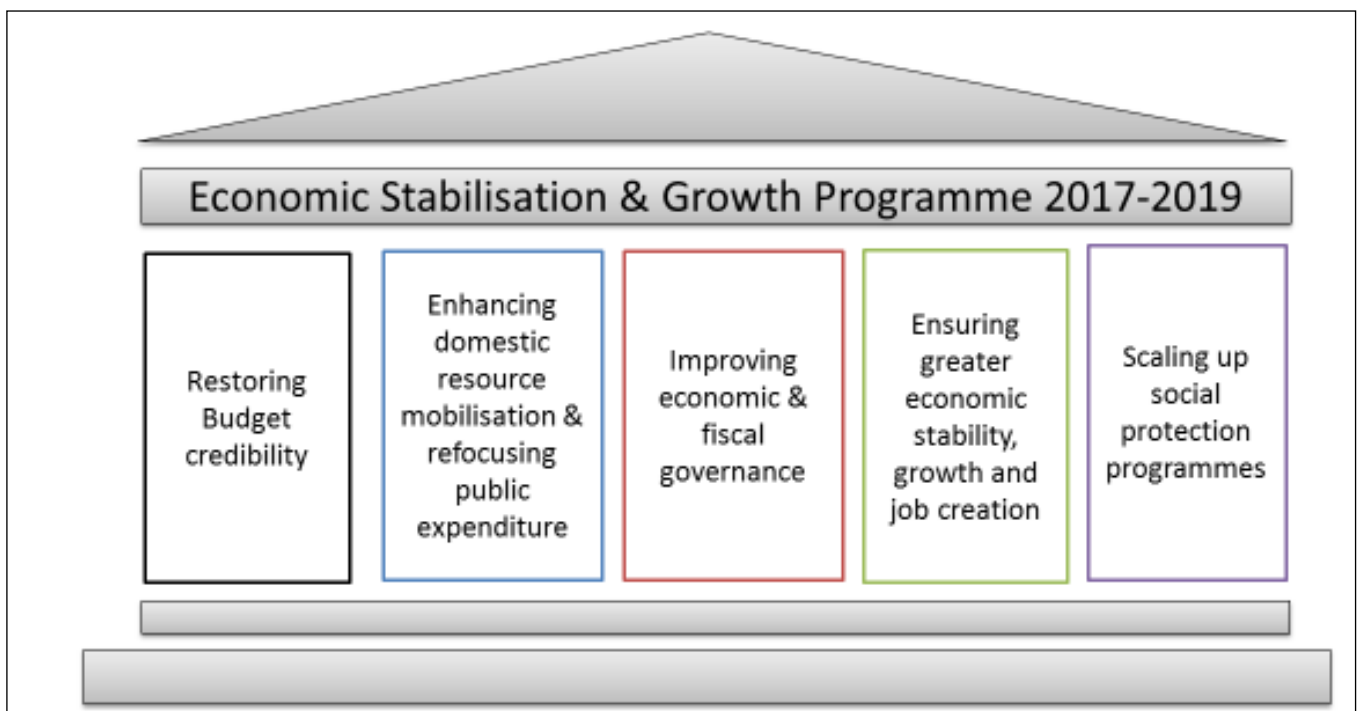 Economic Stabilisation & Growth Programme 2017-2019
Restoring
Budget
credibility
Enhancing
domestic
resource
mobilisation &
refocusing
public
expenditure
Improving
economic &
fiscal
governance
Ensuring
greater
economic
stability,
growth and
job creation
Scaling up
social
protection
programmes